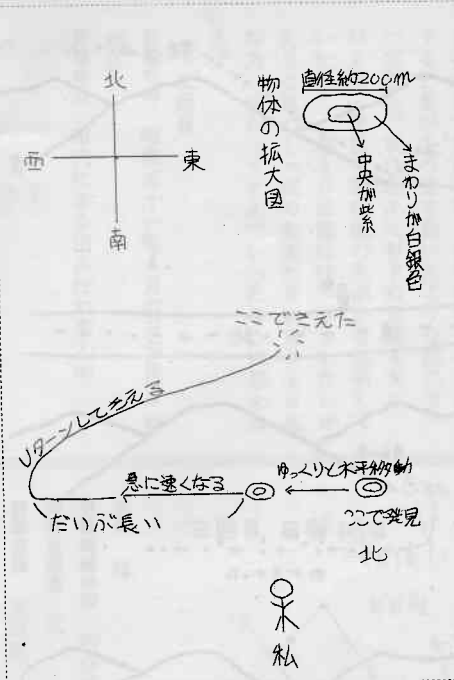 北
西
東
南
物体の拡大図
直径約200m
中央が紫
まわりが白銀色
ここできえた
Uターンしてきえる
急に速くなる
ゆっくりと水平移動
だいぶ長い
ここで発見
北
私